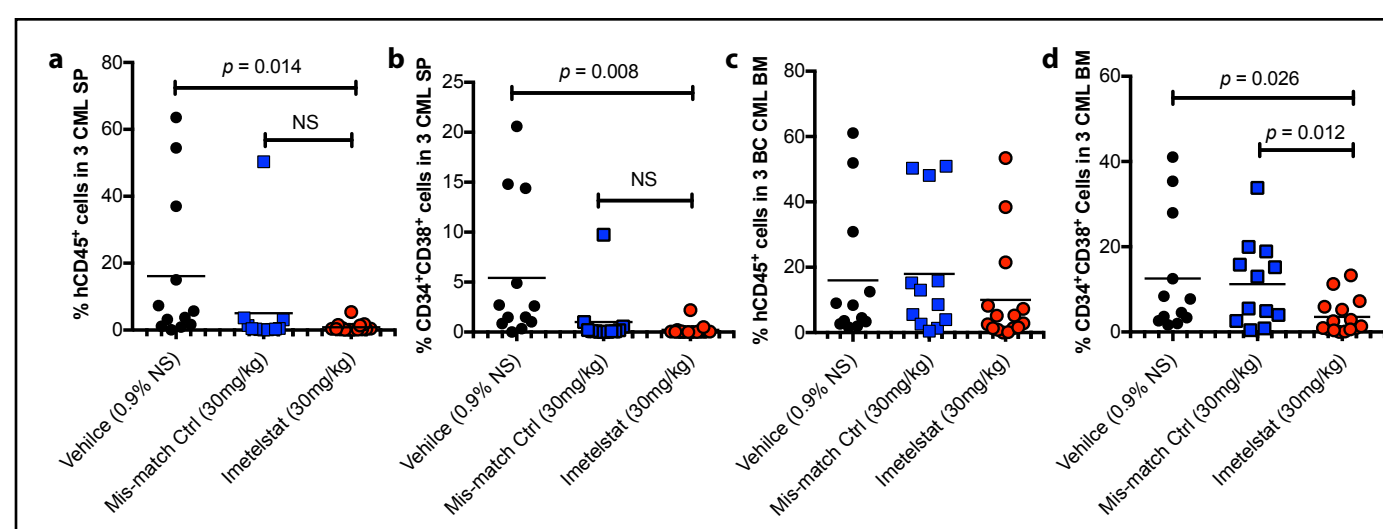 a
% hCD45+ cells in 3 CML SP
80
60
40
20
0
p = 0.014
NS
Vehilce (0.9% NS)
Mis-match Ctrl (30mg/kg)
Imetelstat (30mg/kg)
b
% CD34+CD38+ cells in 3 CML SP
25
20
15
10
5
0
p = 0.008
NS
Vehilce (0.9% NS)
Mis-match Ctrl (30mg/kg)
Imetelstat (30mg/kg)
c
% hCD45+ cells in 3 BC CML BM
80
60
40
20
0
Vehilce (0.9% NS)
Mis-match Ctrl (30mg/kg)
Imetelstat (30mg/kg)
d
% CD34+CD38+ Cells in 3 CML BM
60
40
20
0
p = 0.026
p = 0.012
Vehilce (0.9% NS)
Mis-match Ctrl (30mg/kg)
Imetelstat (30mg/kg)